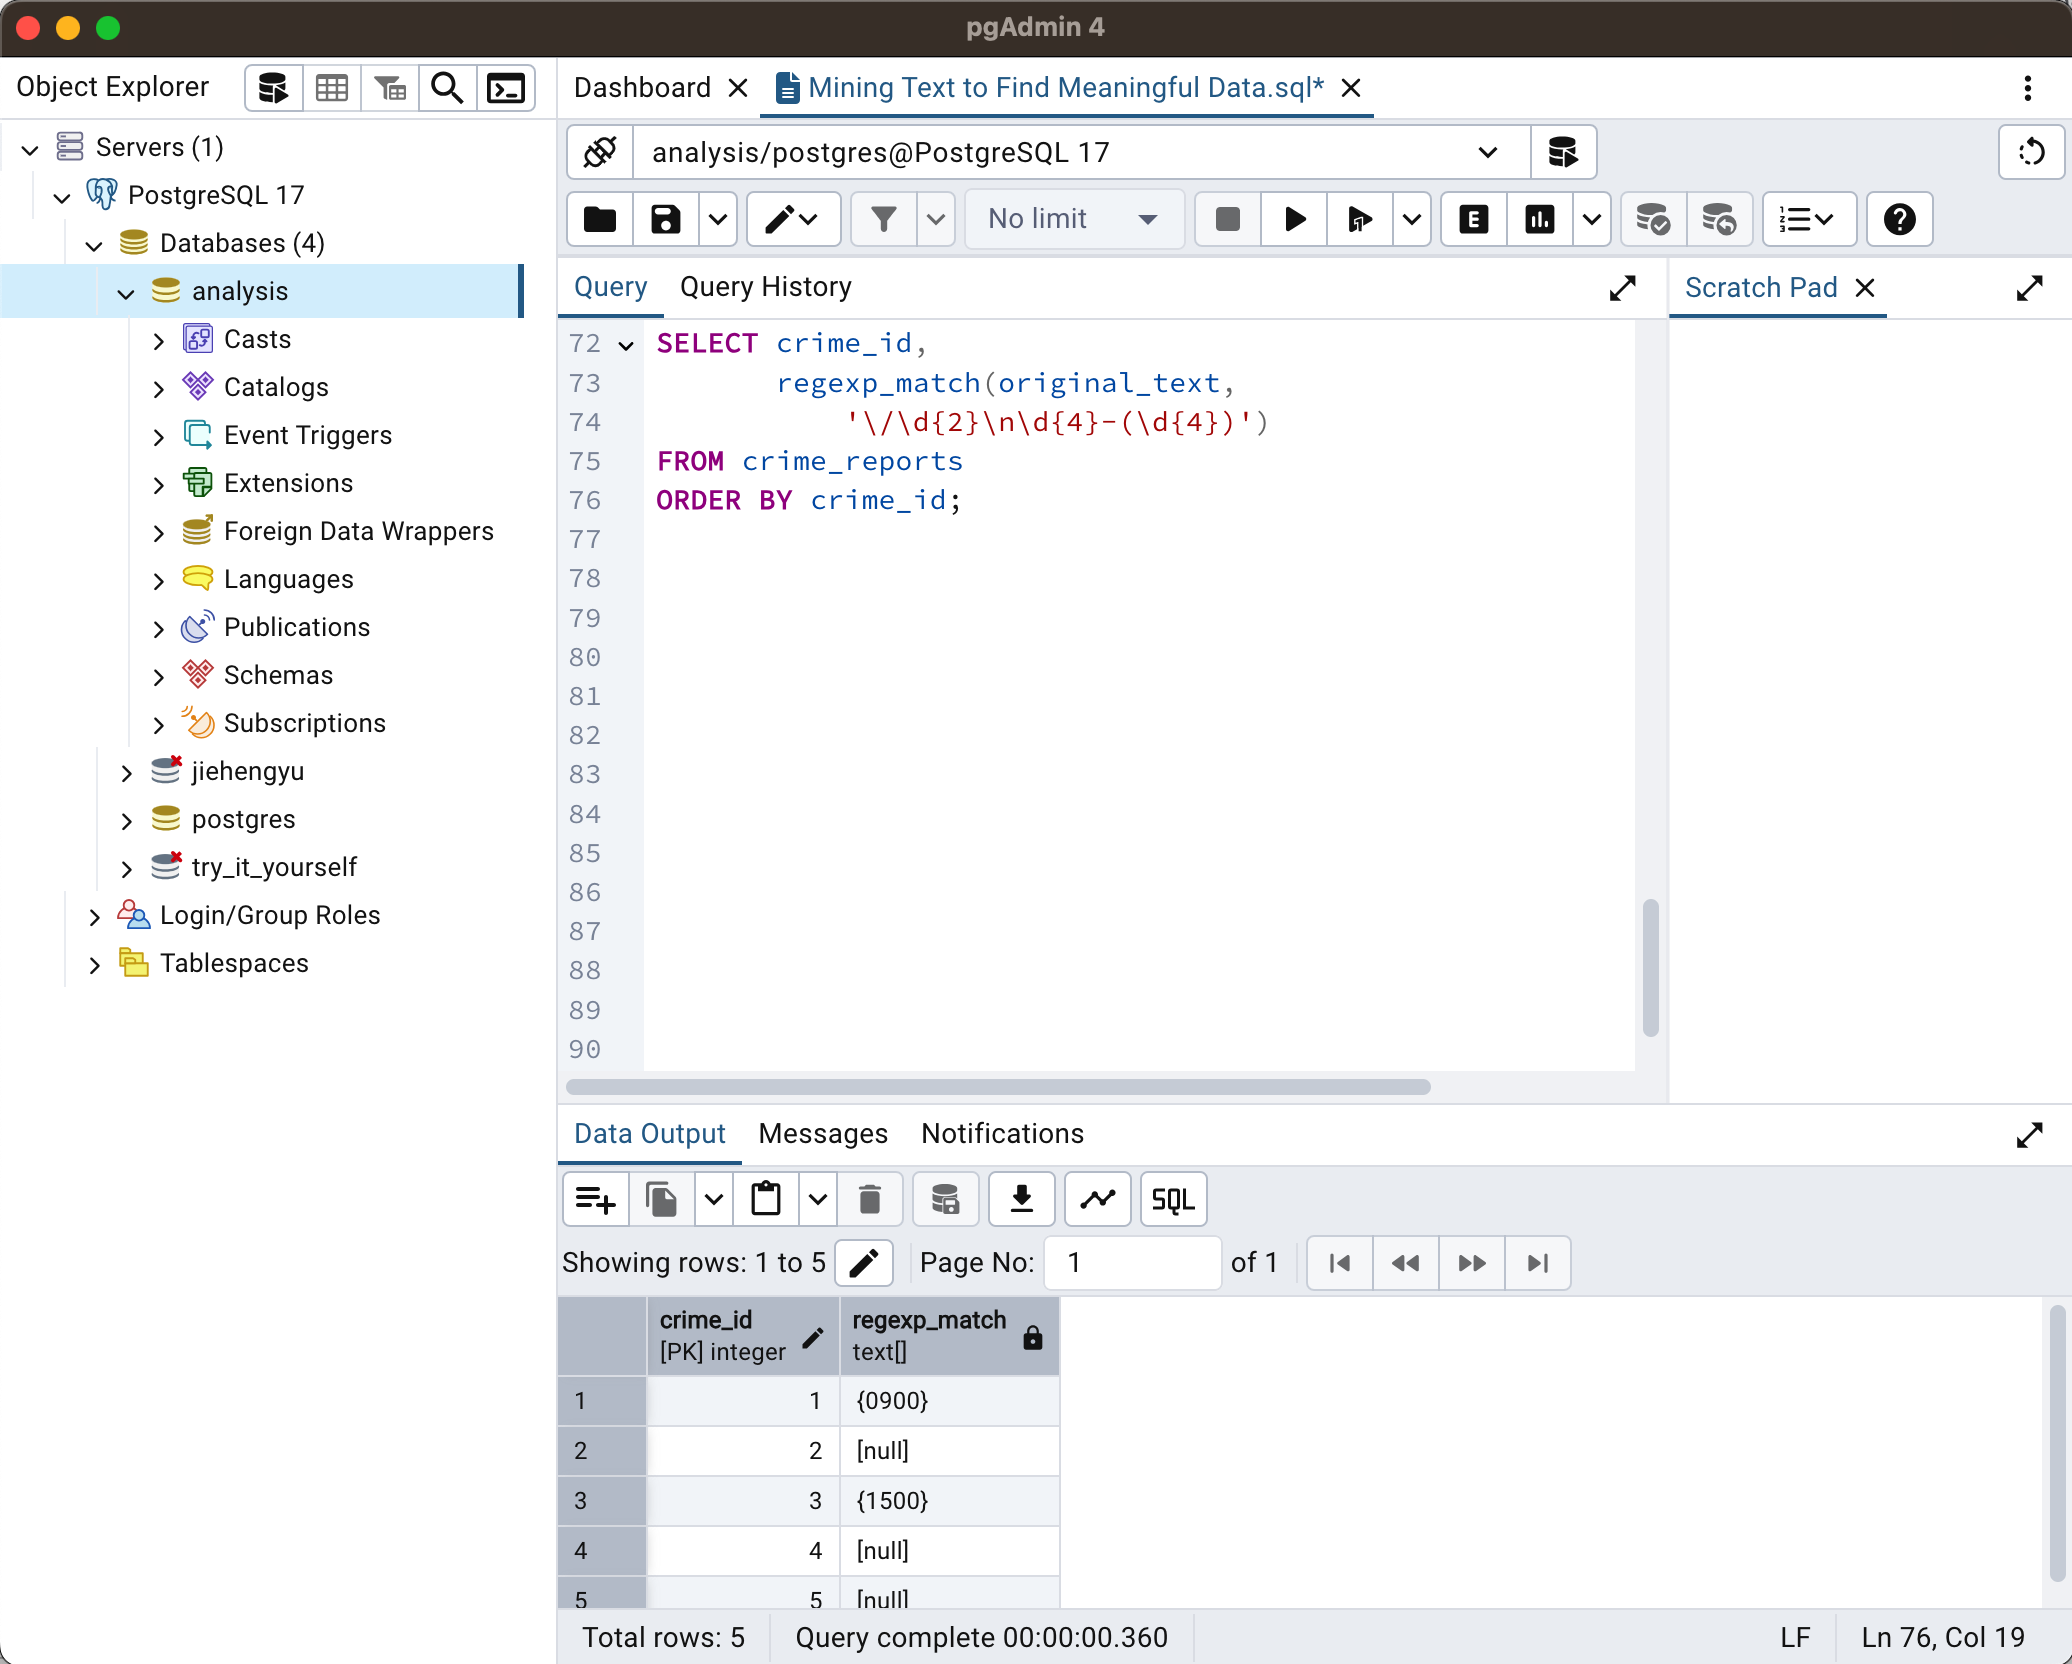 pgAdmin 4
Object Explorer
Dashboard
Mining Text to Find Meaningful Data.sql*
Servers (1)
PostgreSQL 17
Databases (4)
analysis
Casts
Catalogs
Event Triggers
Extensions
Foreign Data Wrappers
Languages
Publications
Schemas
Subscriptions
jiehengyu
postgres
try_it_yourself
Login/Group Roles
Tablespaces
analysis/postgres@PostgreSQL 17
No limit
E
Query
Query History
Scratch Pad
72 SELECT crime_id,
73 regexp_match(original_text,
74 '\/\d{2}\n\d{4}-(\d{4})')
75 FROM crime_reports
76 ORDER BY crime_id;
77
78
79
80
81
82
83
84
85
86
87
88
89
90
Data Output
Messages
Notifications
SQL
Showing rows: 1 to 5
Page No: 1 of 1
crime_id
[PK] integer
regexp_match
text[]
1 1 {0900}
2 2 [null]
3 3 {1500}
4 4 [null]
5 5 [null]
Total rows: 5
Query complete 00:00:00.360
LF
Ln 76, Col 19